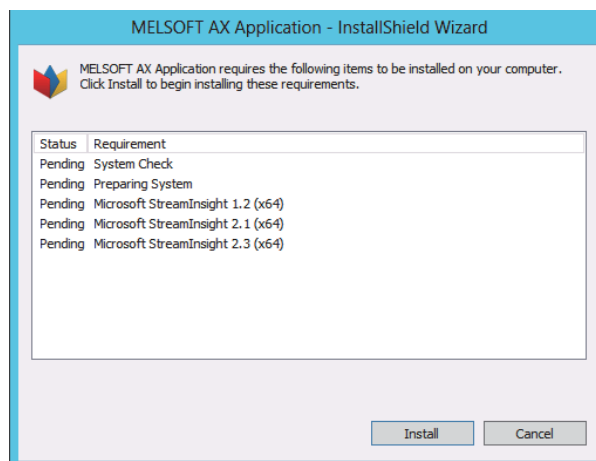 MELSOFT AX Application - InstallShield Wizard
MELSOFT AX Application requires the following items to be installed on your computer.
Click Install to begin installing these requirements.
Status Requirement
Pending System Check
Pending Preparing System
Pending Microsoft StreamInsight 1.2 (x64)
Pending Microsoft StreamInsight 2.1 (x64)
Pending Microsoft StreamInsight 2.3 (x64)
Install Cancel